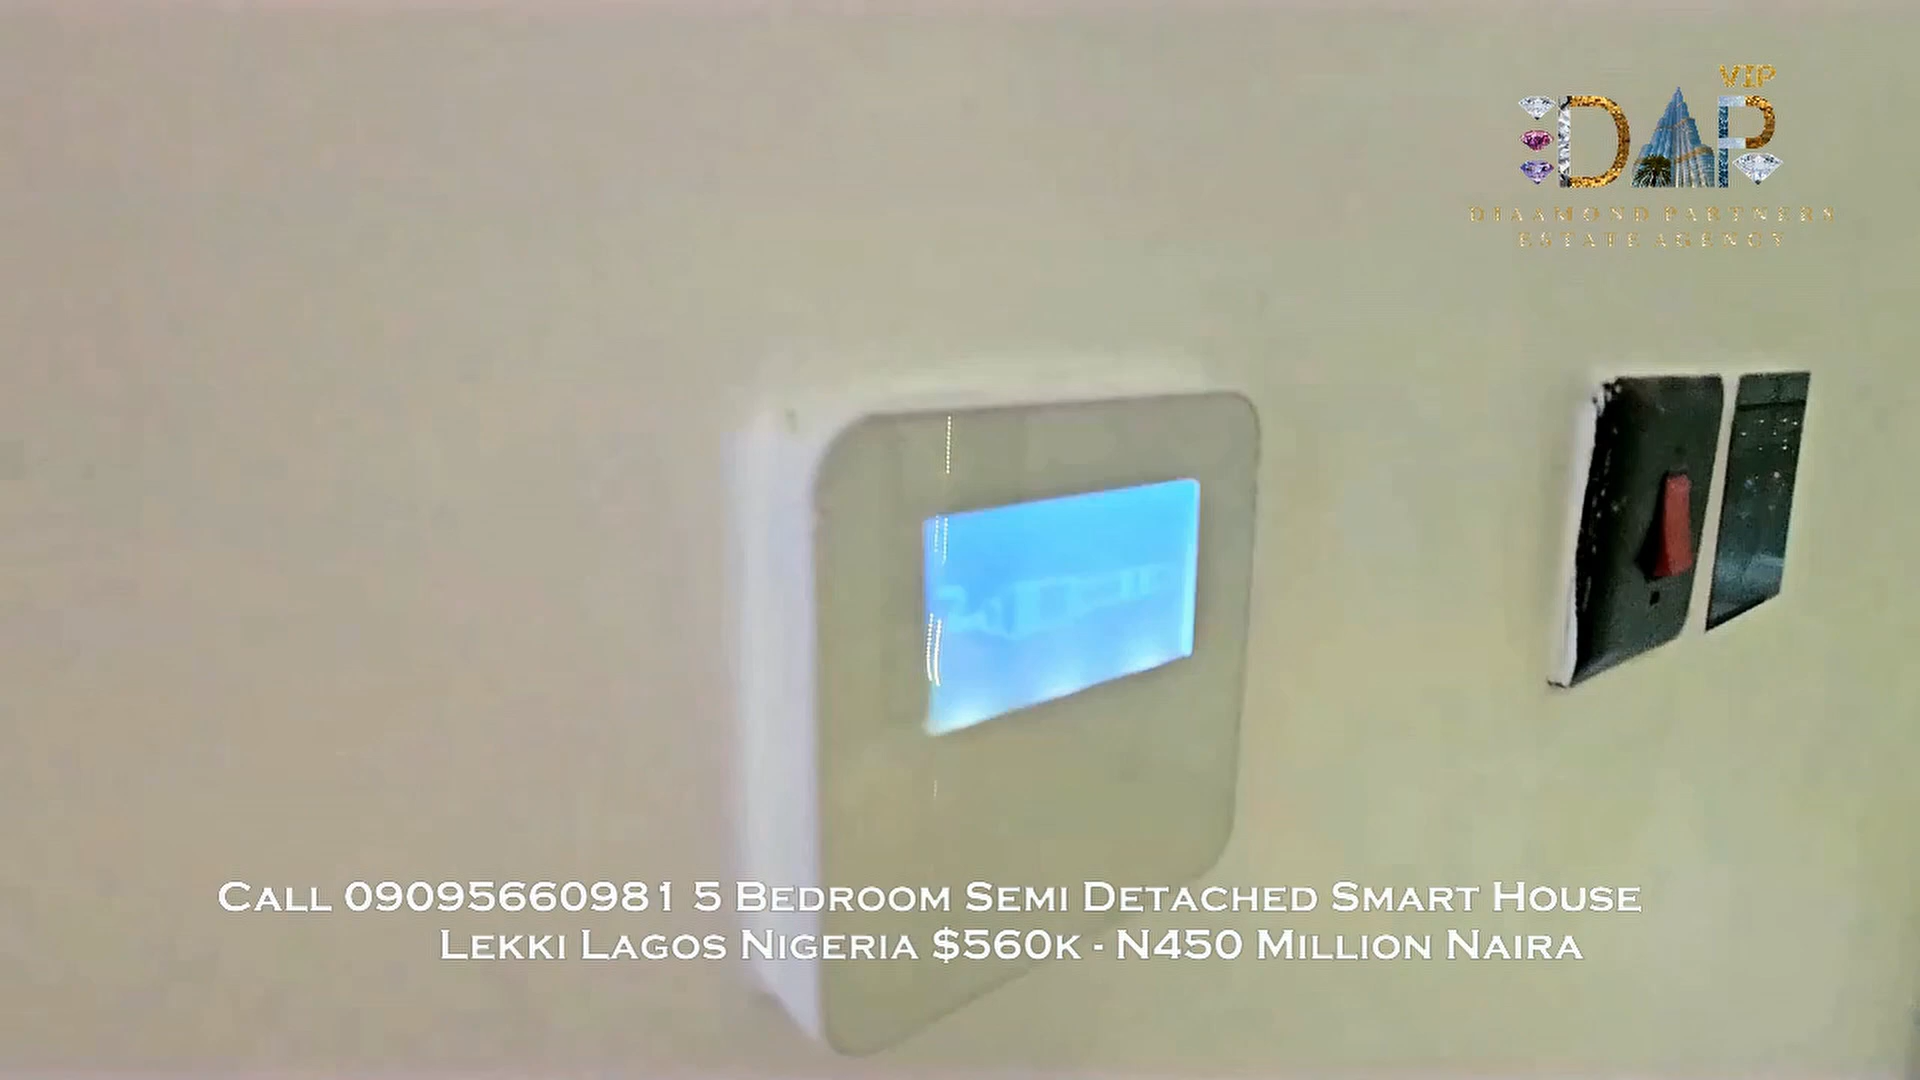 VIP
DAP
DIAAMOND PARTNERS
ESTATE AGENCY
CALL 09095660981 5 BEDROOM SEMI DETACHED SMART HOUSE
LEKKI LAGOS NIGERIA $560K - N450 MILLION NAIRA